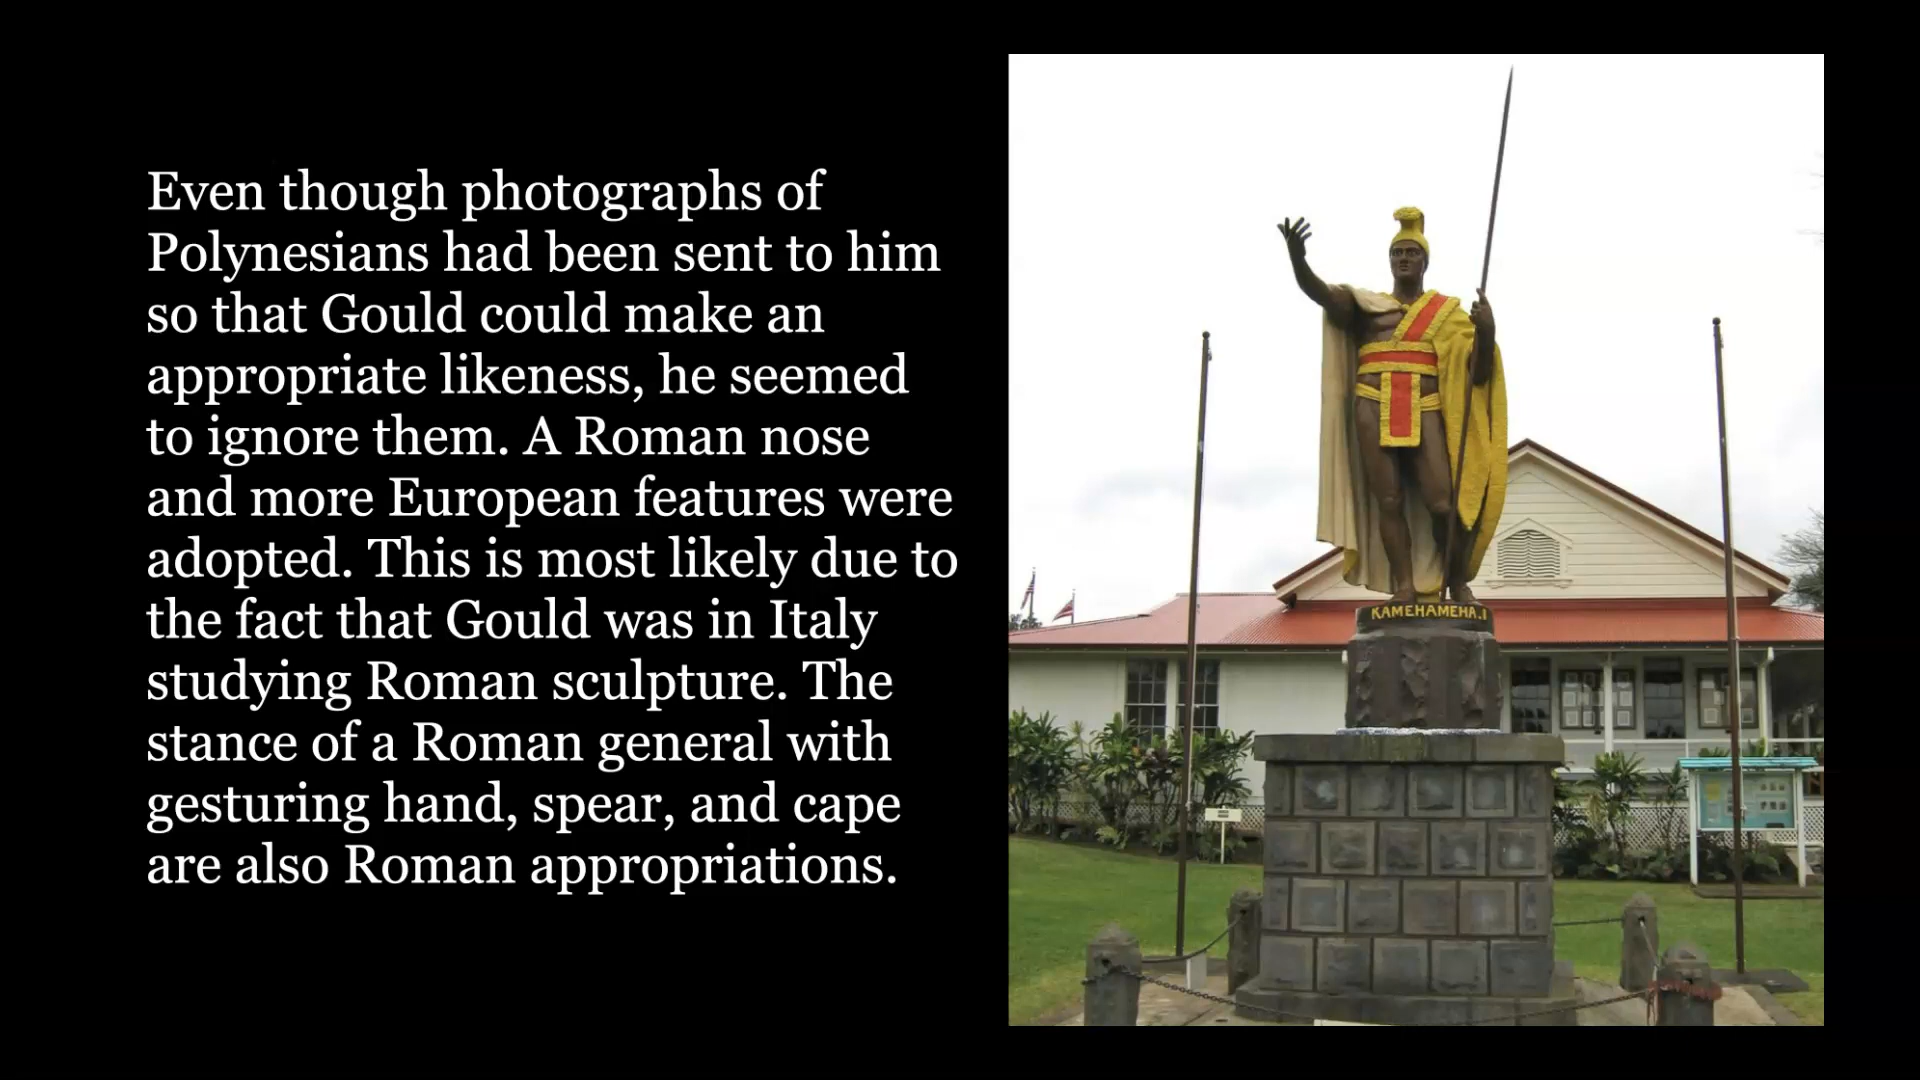 Even though photographs of
Polynesians had been sent to him
so that Gould could make an
appropriate likeness, he seemed
to ignore them. A Roman nose
and more European features were
adopted. This is most likely due to
the fact that Gould was in Italy
studying Roman sculpture. The
stance of a Roman general with
gesturing hand, spear, and cape
are also Roman appropriations.
KAMEHAMEHA.I